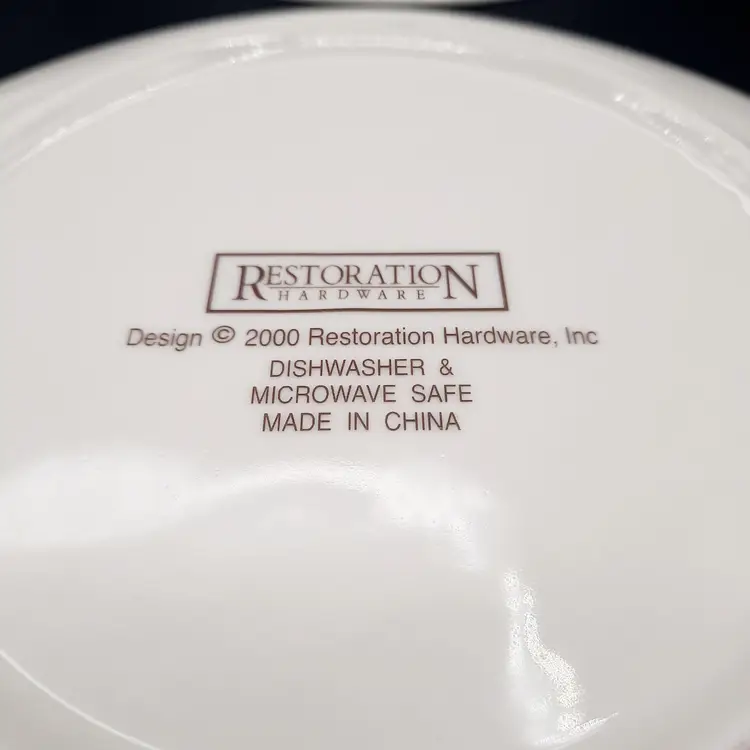 RESTORATION
HARDWARE
Design © 2000 Restoration Hardware, Inc
DISHWASHER &
MICROWAVE SAFE
MADE IN CHINA